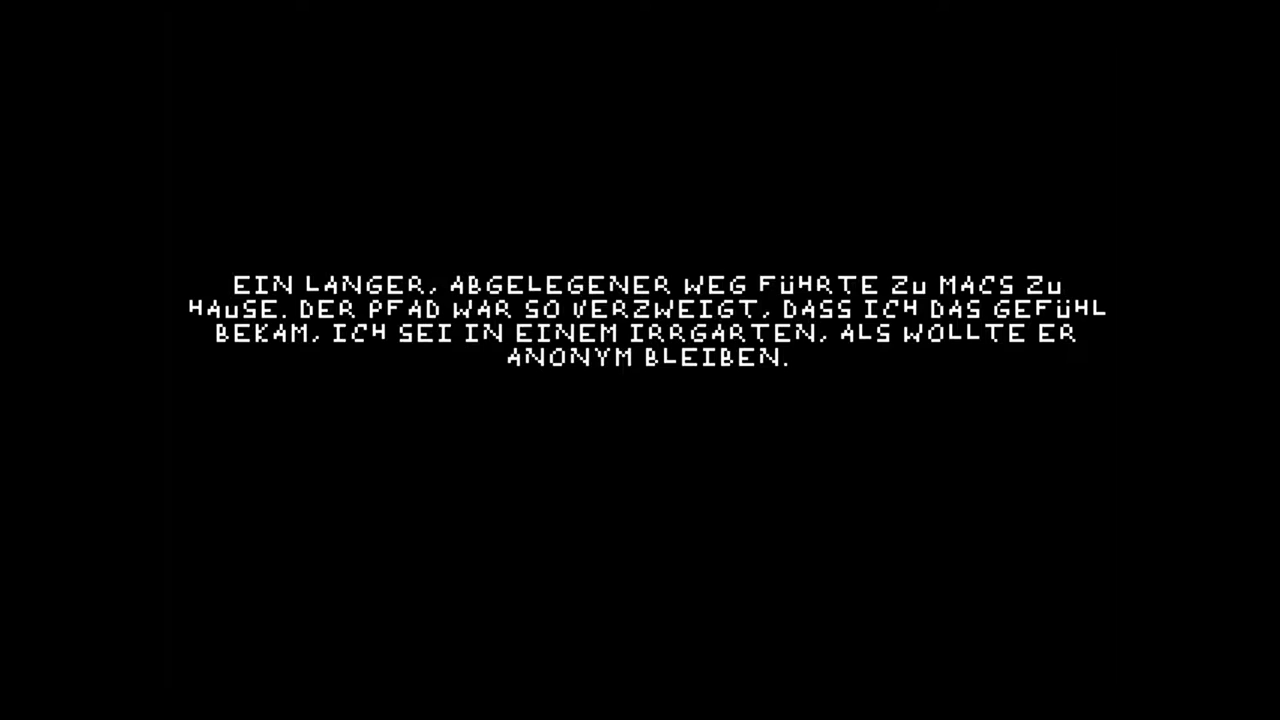 EIN LANGER, ABGELEGENER WEG FÜHRTE ZU MACS ZU
HAUSE. DER PFAD WAR SO VERZWEIGT, DASS ICH DAS GEFÜHL
BEKAM, ICH SEI IN EINEM IRRGARTEN, ALS WOLLTE ER
ANONYM BLEIBEN.